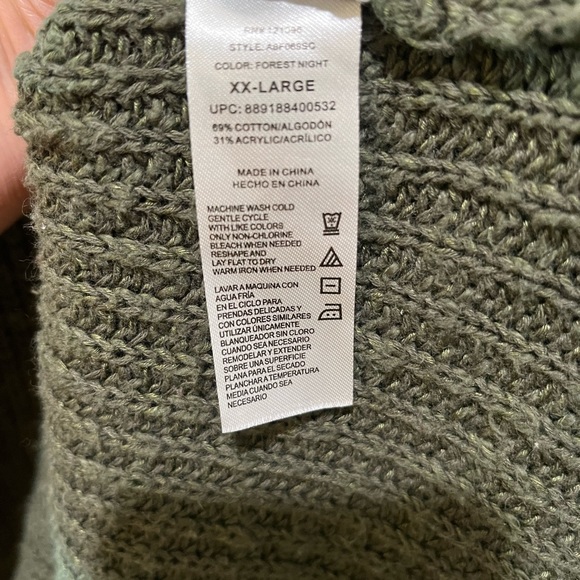 STYLE: A8F06SSC
COLOR: FOREST NIGHT
XX-LARGE
UPC: 889188400532
69% COTTON/ALGODÓN
31% ACRYLIC/ACRÍLICO
MADE IN CHINA
HECHO EN CHINA
MACHINE WASH COLD
GENTLE CYCLE
WITH LIKE COLORS
ONLY NON-CHLORINE
BLEACH WHEN NEEDED
RESHAPE AND
LAY FLAT TO DRY
WARM IRON WHEN NEEDED
LAVAR A MAQUINA CON
AGUA FRÍA
EN EL CICLO PARA
PRENDAS DELICADAS Y
CON COLORES SIMILARES
UTILIZAR ÚNICAMENTE
BLANQUEADOR SIN CLORO
CUANDO SEA NECESARIO
REMODELAR Y EXTENDER
SOBRE UNA SUPERFICIE
PLANA PARA EL SECADO
PLANCHAR A TEMPERATURA
MEDIA CUANDO SEA
NECESARIO